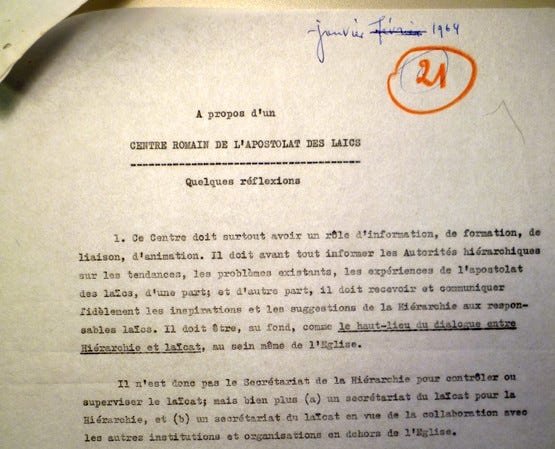 janvier février 1964
21
A propos d'un
CENTRE ROMAIN DE L'APOSTOLAT DES LAICS
Quelques réflexions
1. Ce Centre doit surtout avoir un rôle d'information, de formation, de
liaison, d'animation. Il doit avant tout informer les Autorités hiérarchiques
sur les tendances, les problèmes existants, les expériences de l'apostolat
des laïcs, d'une part; et d'autre part, il doit recevoir et communiquer
fidèlement les inspirations et les suggestions de la Hiérarchie aux respon-
sables laïcs. Il doit être, au fond, comme le haut-lieu du dialogue entre
Hiérarchie et laïcat, au sein même de l'Eglise.
Il n'est donc pas le Secrétariat de la Hiérarchie pour contrôler ou
superviser le laïcat; mais bien plus (a) un secrétariat du laïcat pour la
Hiérarchie, et (b) un secrétariat du laïcat en vue de la collaboration avec
les autres institutions et organisations en dehors de l'Eglise.